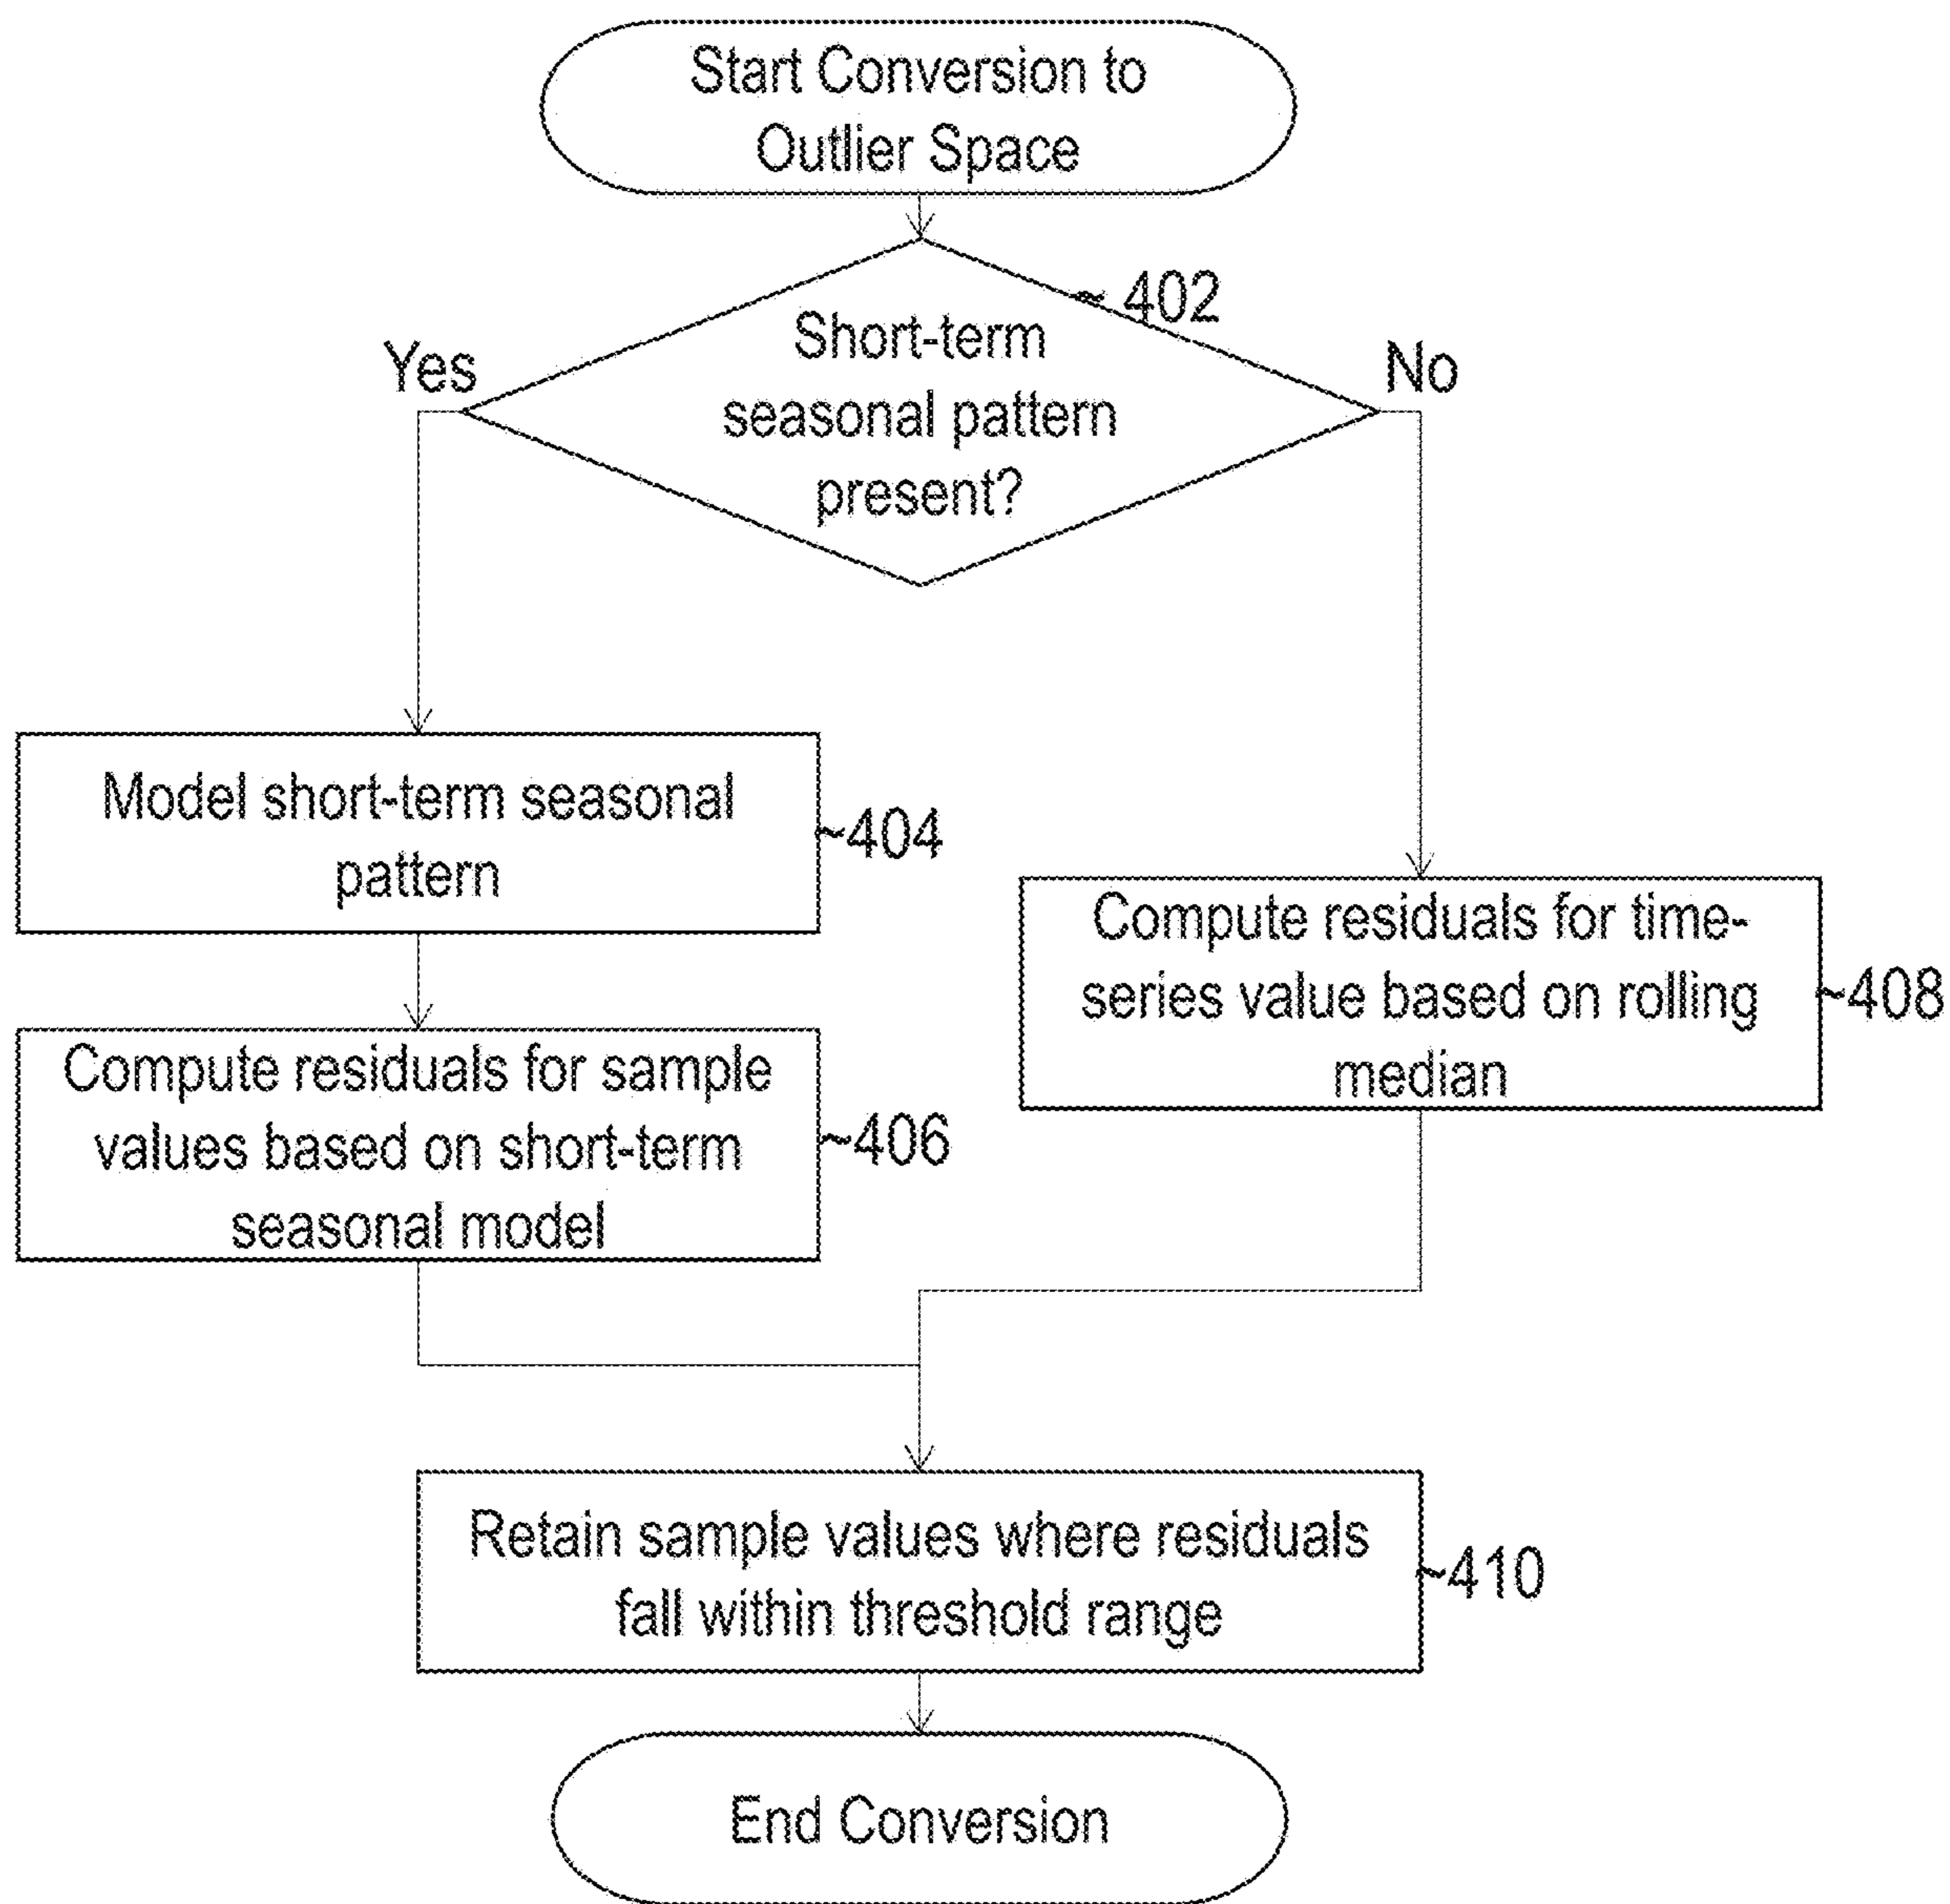 Start Conversion to
Outlier Space
~ 402
Short-term
seasonal pattern
present?
Yes
No
Model short-term seasonal
pattern
~404
Compute residuals for sample
values based on short-term
seasonal model
~406
Compute residuals for time-
series value based on rolling
median
~408
Retain sample values where residuals
fall within threshold range
~410
End Conversion